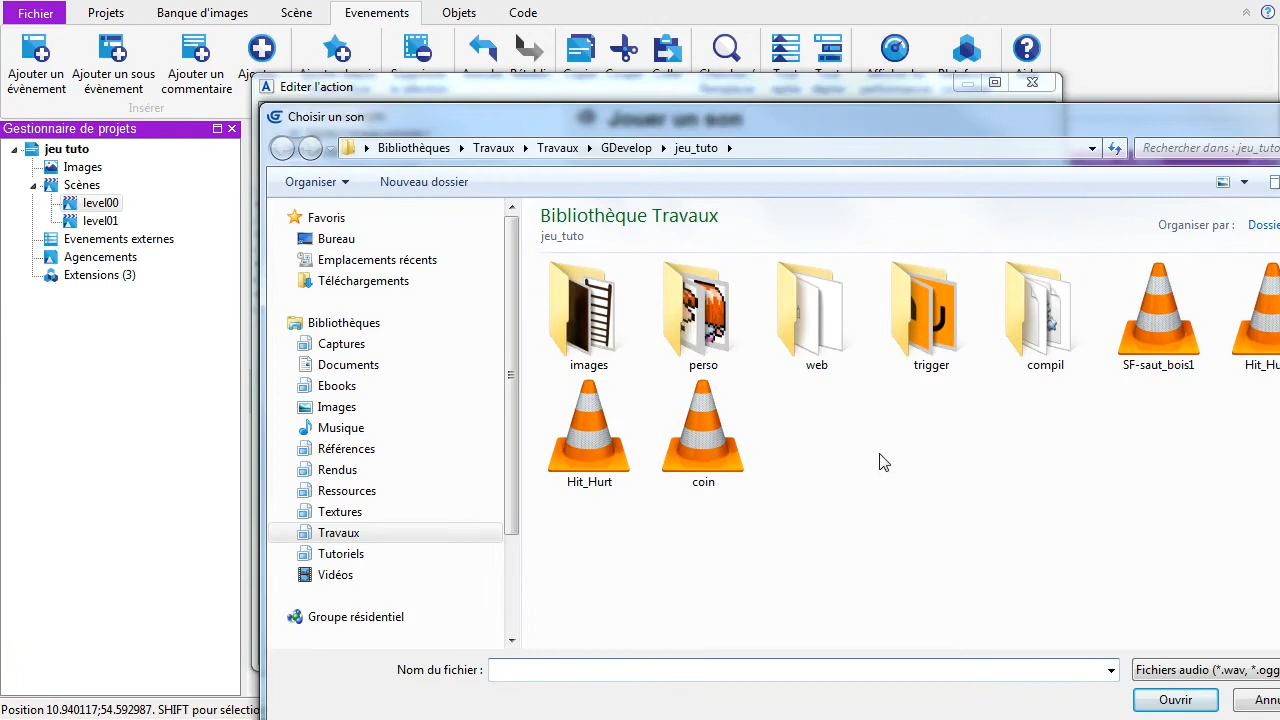 Fichier Projets Banque d'images Scène Evenements Objets Code
Ajouter un évènement
Ajouter un sous évènement
Ajouter un commentaire
Insérer
Gestionnaire de projets
jeu tuto
Images
Scènes
level00
level01
Evenements externes
Agencements
Extensions (3)
Editer l'action
Choisir un son
Jouer un son
Bibliothèques Travaux Travaux GDevelop jeu_tuto
Rechercher dans : jeu_tuto
Organiser Nouveau dossier
Favoris
Bureau
Emplacements récents
Téléchargements
Bibliothèques
Captures
Documents
Ebooks
Images
Musique
Références
Rendus
Ressources
Textures
Travaux
Tutoriels
Vidéos
Groupe résidentiel
Bibliothèque Travaux
jeu_tuto
Organiser par : Dossie
images perso web trigger compil SF-saut_bois1 Hit_Hu
Hit_Hurt coin
Nom du fichier :
Fichiers audio (*.wav, *.ogg
Ouvrir Annu
Position 10.940117;54.592987. SHIFT pour sélectio